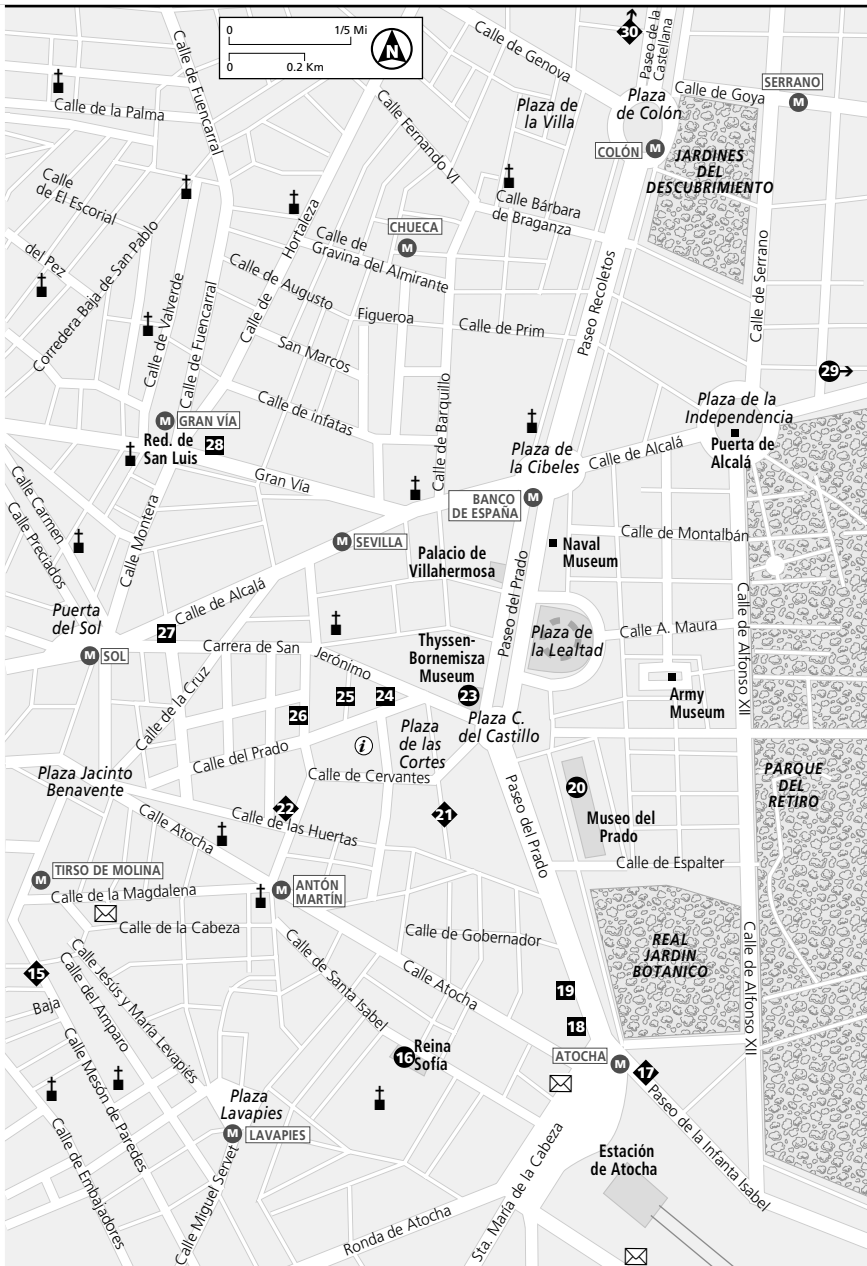 0 1/5 Mi
0 0.2 Km
N
30
Paseo de la
Castellana
Calle de Genova
Calle de Fuencarral
Calle de la Palma
Calle Fernando VI
Plaza de
la Villa
Plaza
de Colón
Calle de Goya
SERRANO
M
COLÓN
M
JARDINES
DEL
DESCUBRIMIENTO
Calle
de El Escorial
Calle Bárbara
de Braganza
CHUECA
M
Calle de
Gravina del Almirante
Hortaleza
Calle de
del Pez
Corredera Baja de San Pablo
Calle de Valverde
Calle de Fuencarral
Calle de Augusto
Figueroa
Calle de Prim
San Marcos
Paseo Recoletos
Calle de Serrano
29
Calle de Infatas
Calle de Barquillo
Plaza de la
Independencia
Puerta de
Alcalá
M
GRAN VÍA
Red. de
San Luis
28
Gran Via
Plaza de
la Cibeles
Calle de Alcalá
BANCO
DE ESPAÑA
M
Calle Carmen
Calle Preciados
Calle Montera
M
SEVILLA
Palacio de
Villahermosa
Naval
Museum
Calle de Montalbán
Puerta
del Sol
Calle de Alcalá
27
Carrera de San
Jerónimo
Paseo del Prado
Plaza de
la Lealtad
Calle A. Maura
Calle de Alfonso XII
M
SOL
Thyssen-
Bornemisza
Museum
23
Army
Museum
Calle de la Cruz
26
25
24
Plaza C.
del Castillo
Calle del Prado
i
Plaza
de las
Cortes
Plaza Jacinto
Benavente
Calle de Cervantes
20
Museo del
Prado
PARQUE
DEL
RETIRO
22
Calle de las Huertas
21
Paseo del Prado
Calle Atocha
Calle de Espalter
TIRSO DE MOLINA
M
Calle de la Magdalena
M
ANTÓN
MARTÍN
Calle de la Cabeza
Calle de Gobernador
REAL
JARDIN
BOTANICO
Calle de Alfonso XII
15
Baja
Calle Jesús y María Levapiés
Calle del Amparo
Calle de Santa Isabel
Calle Atocha
19
18
16
Reina
Sofía
ATOCHA
M
17
Calle Mesón de Paredes
Plaza
Lavapies
M
LAVAPIES
Paseo de la Infanta Isabel
Calle de Embajadores
Calle Miguel Servet
Sta. María de la Cabeza
Estación
de Atocha
Ronda de Atocha